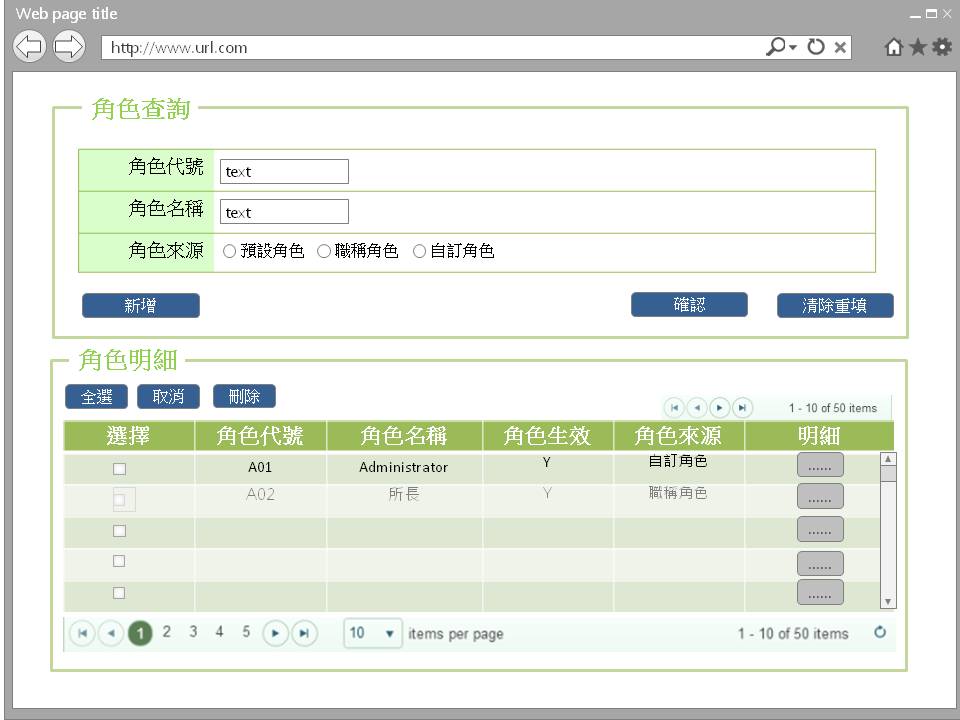 Web page title
http://www.url.com
角色查詢
角色代號 text
角色名稱 text
角色來源 預設角色 職稱角色 自訂角色
新增 確認 清除重填
角色明細
全選 取消 刪除
1 - 10 of 50 items
選擇 角色代號 角色名稱 角色生效 角色來源 明細
A01 Administrator Y 自訂角色 ......
A02 所長 Y 職稱角色 ......
......
......
......
1 2 3 4 5 10 items per page 1 - 10 of 50 items